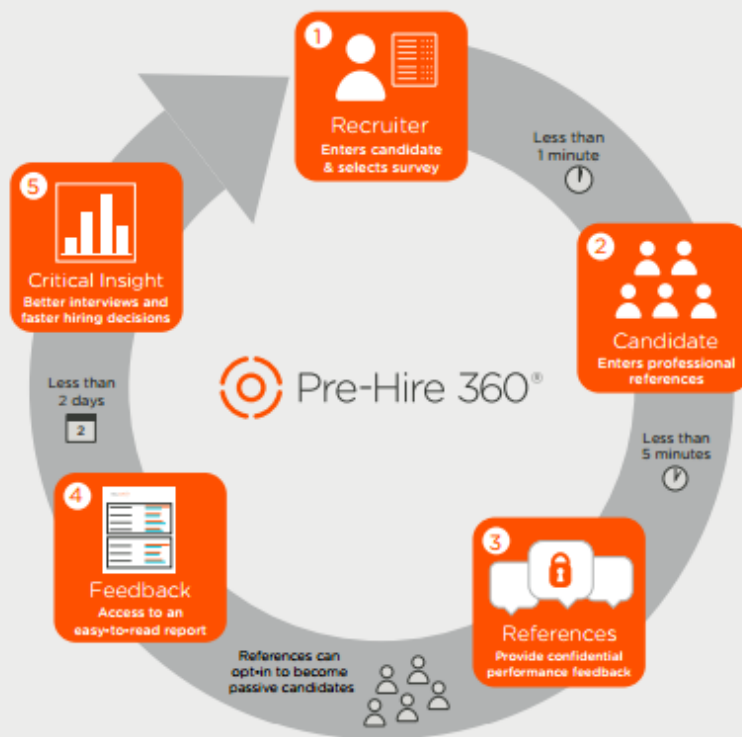 1
Recruiter
Enters candidate
& selects survey
Less than
1 minute
2
Candidate
Enters professional
references
Less than
5 minutes
3
References
Provide confidential
performance feedback
References can
opt-in to become
passive candidates
4
Feedback
Access to an
easy-to-read report
Less than
2 days
2
5
Critical Insight
Better interviews and
faster hiring decisions
Pre-Hire 360®